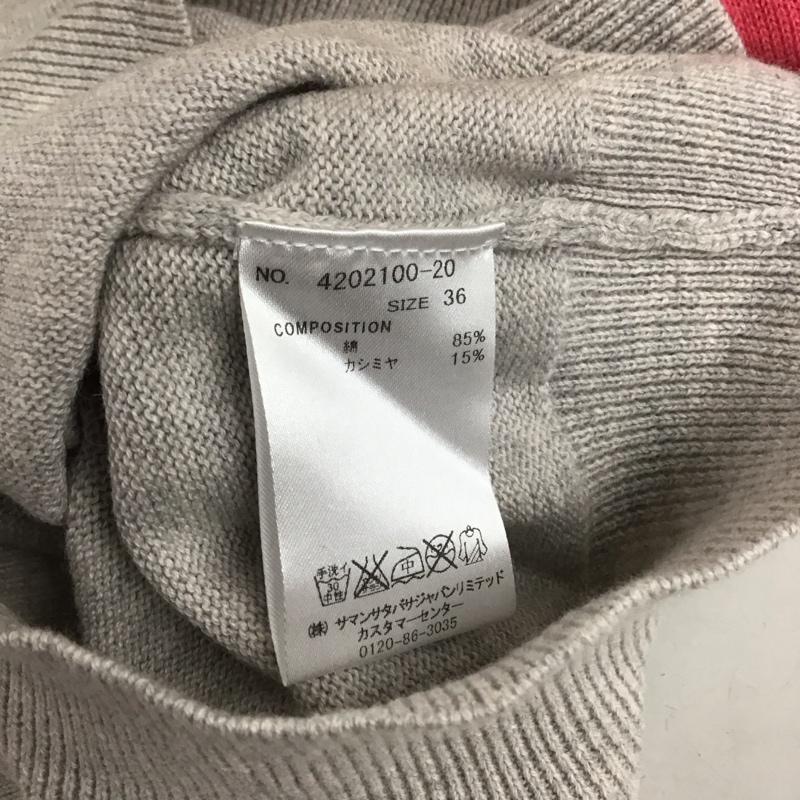 NO. 4202100-20
SIZE 36
COMPOSITION
綿 85%
カシミヤ 15%
手洗イ
30
中性
中
(株) サマンサタバサジャパンリミテッド
カスタマーセンター
0120-86-3035